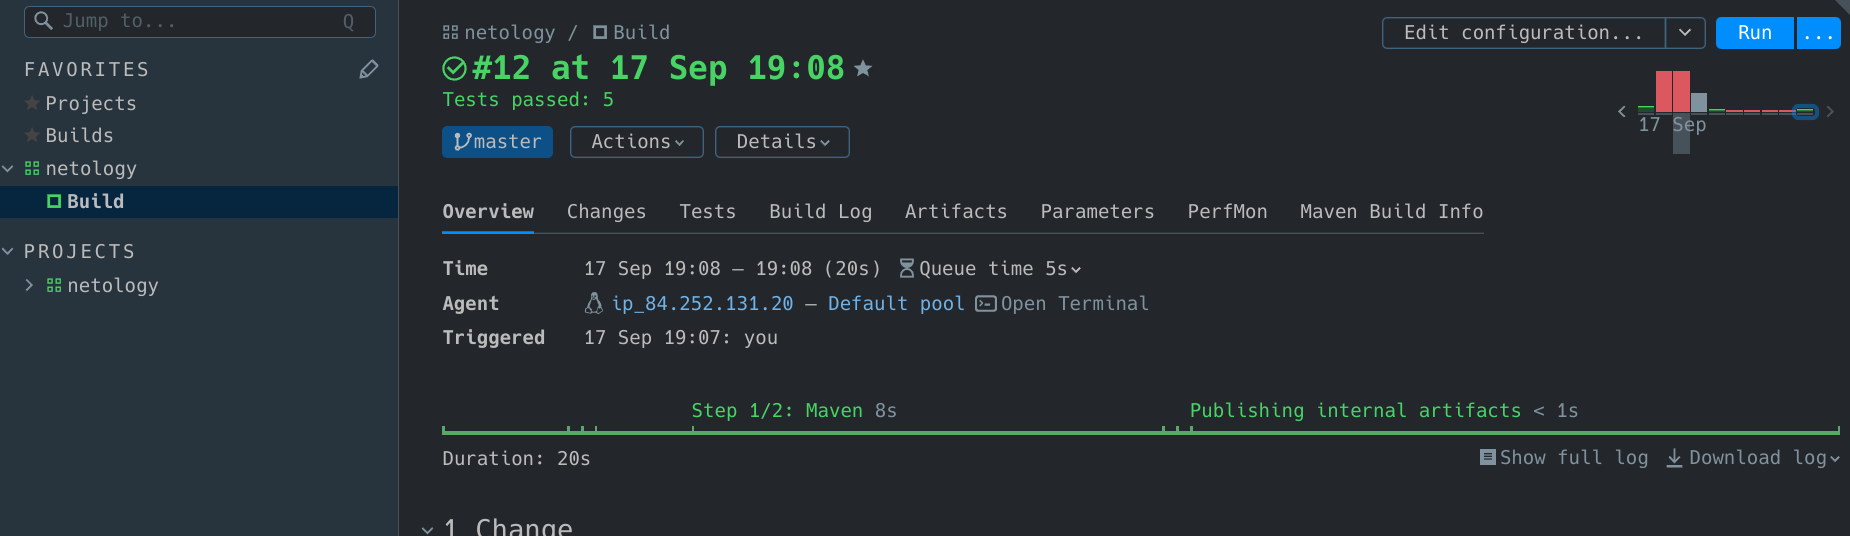 Jump to... Q
FAVORITES
Projects
Builds
netology
Build
PROJECTS
netology
netology / Build
Edit configuration... Run ...
#12 at 17 Sep 19:08
Tests passed: 5
17 Sep
master Actions Details
Overview Changes Tests Build Log Artifacts Parameters PerfMon Maven Build Info
Time 17 Sep 19:08 – 19:08 (20s) Queue time 5s
Agent ip_84.252.131.20 – Default pool Open Terminal
Triggered 17 Sep 19:07: you
Step 1/2: Maven 8s Publishing internal artifacts < 1s
Duration: 20s Show full log Download log
1 Change